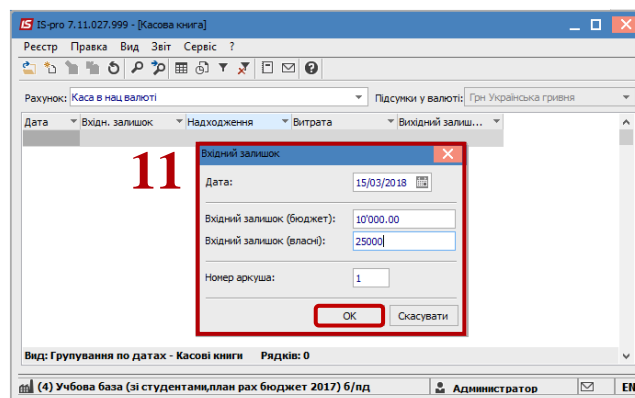 IS-pro 7.11.027.999 - [Касова книга]
Реєстр Правка Вид Звіт Сервіс ?
Рахунок: Каса в нац валюті Підсумки у валюті: Грн Українська гривня
Дата Вхідн. залишок Надходження Витрата Вихідний залиш...
11
Вхідний залишок
Дата: 15/03/2018
Вхідний залишок (бюджет): 10'000.00
Вхідний залишок (власні): 25000
Номер аркуша: 1
ОК Скасувати
Вид: Групування по датах - Касові книги Рядків: 0
(4) Учбова база (зі студентами,план рах бюджет 2017) б/пд Администратор EN